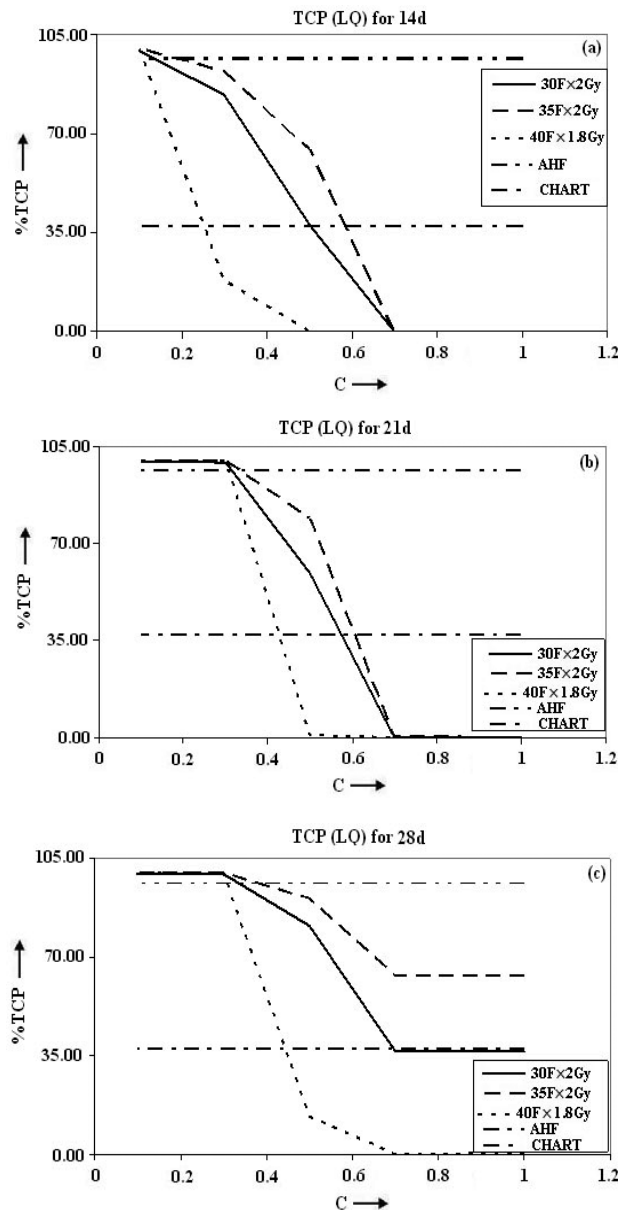 TCP (LQ) for 14d
(a)
105.00
70.00
35.00
0.00
%TCP
0 0.2 0.4 0.6 0.8 1 1.2
C
30F×2Gy
35F×2Gy
40F×1.8Gy
AHF
CHART
TCP (LQ) for 21d
(b)
105.00
70.00
35.00
0.00
%TCP
0 0.2 0.4 0.6 0.8 1 1.2
C
30F×2Gy
35F×2Gy
40F×1.8Gy
AHF
CHART
TCP (LQ) for 28d
(c)
105.00
70.00
35.00
0.00
%TCP
0 0.2 0.4 0.6 0.8 1 1.2
C
30F×2Gy
35F×2Gy
40F×1.8Gy
AHF
CHART